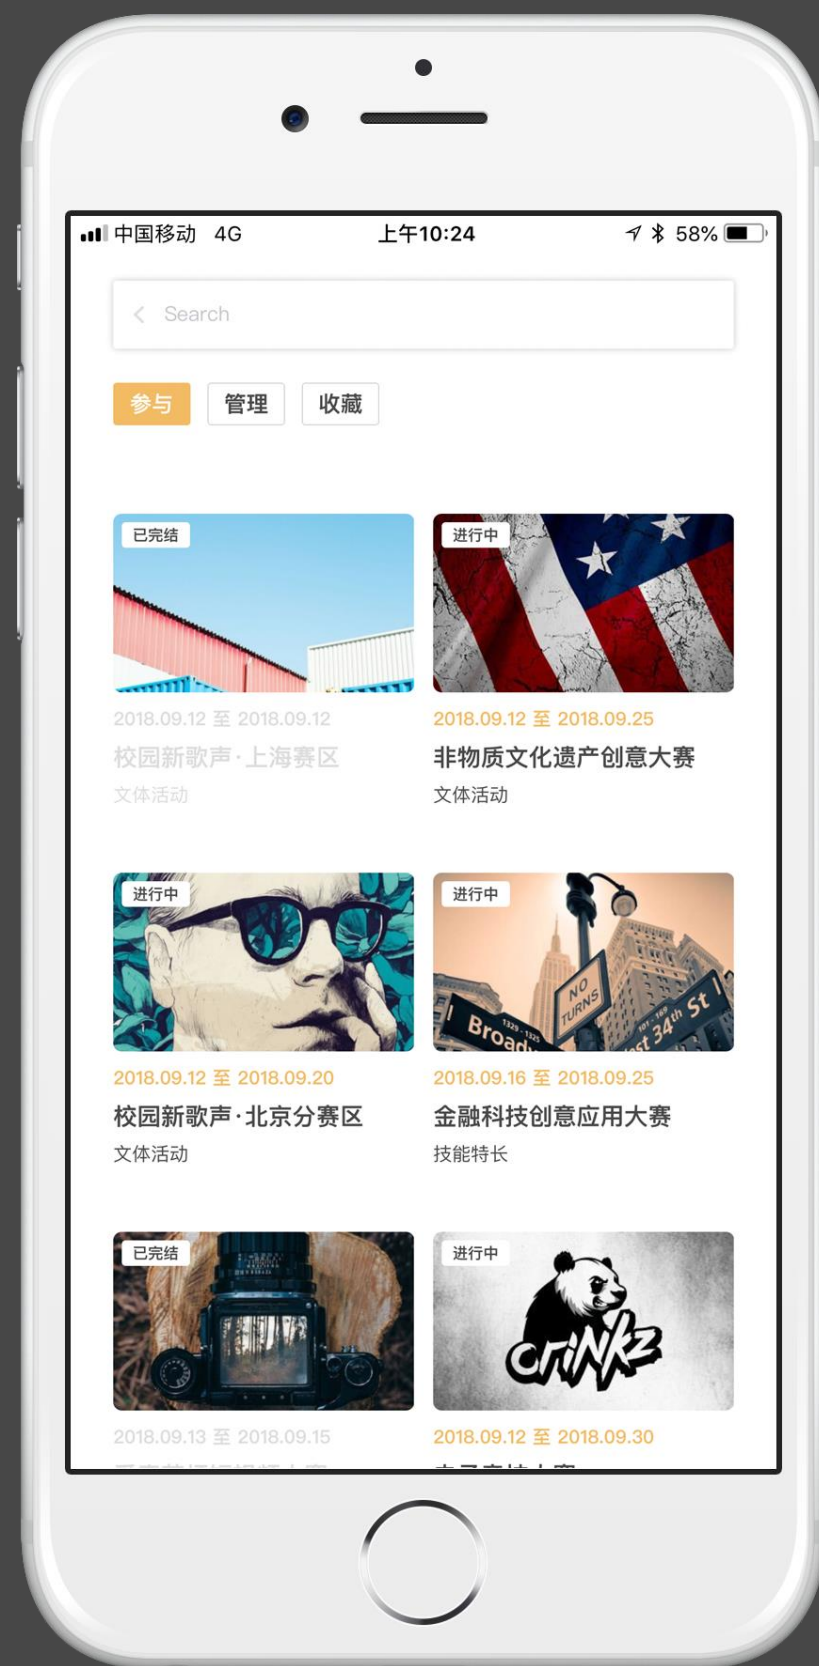 中国移动 4G 上午10:24 58%
Search
参与 管理 收藏
已完结
2018.09.12 至 2018.09.12
校园新歌声·上海赛区
文体活动
进行中
2018.09.12 至 2018.09.25
非物质文化遗产创意大赛
文体活动
进行中
2018.09.12 至 2018.09.20
校园新歌声·北京分赛区
文体活动
进行中
NO
TURNS
1329 - 1325
Broadw
101 - 169
est 34th St
2018.09.16 至 2018.09.25
金融科技创意应用大赛
技能特长
已完结
2018.09.13 至 2018.09.15
进行中
oriNkz
2018.09.12 至 2018.09.30